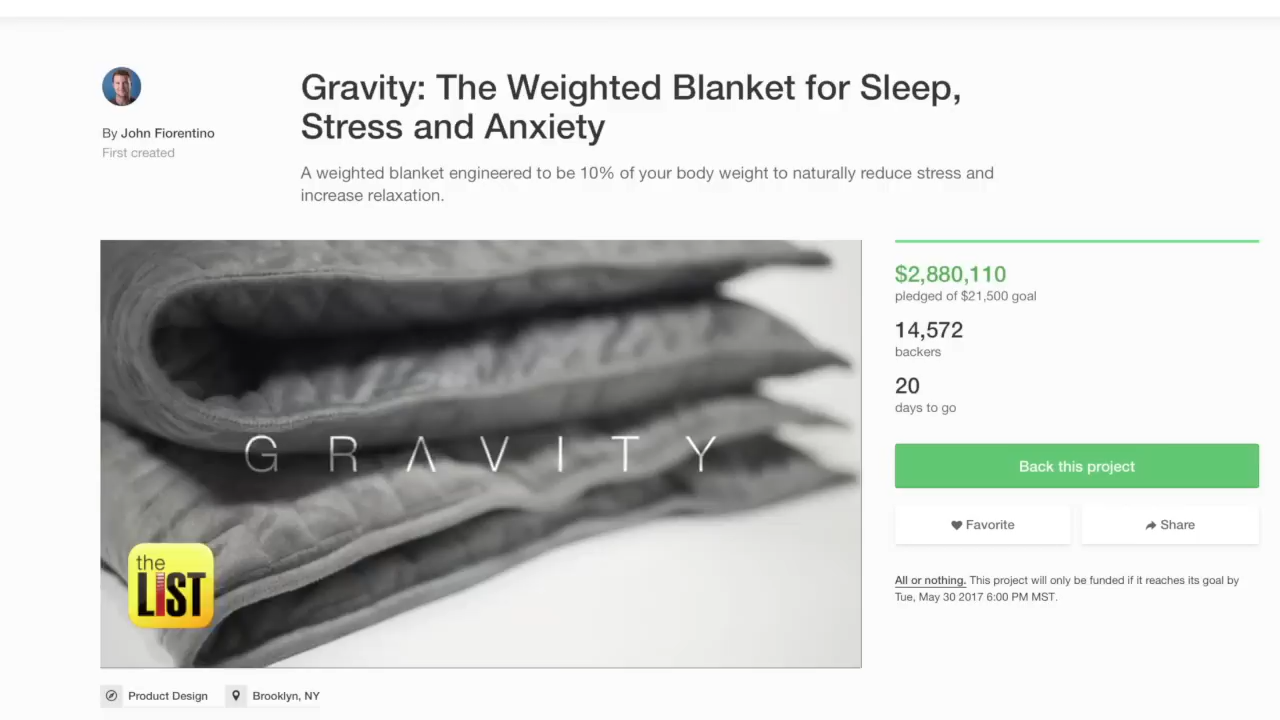 By John Fiorentino
First created
Gravity: The Weighted Blanket for Sleep,
Stress and Anxiety
A weighted blanket engineered to be 10% of your body weight to naturally reduce stress and
increase relaxation.
GRAVITY
the
LIST
$2,880,110
pledged of $21,500 goal
14,572
backers
20
days to go
Back this project
Favorite
Share
All or nothing. This project will only be funded if it reaches its goal by
Tue, May 30 2017 6:00 PM MST.
Product Design
Brooklyn, NY